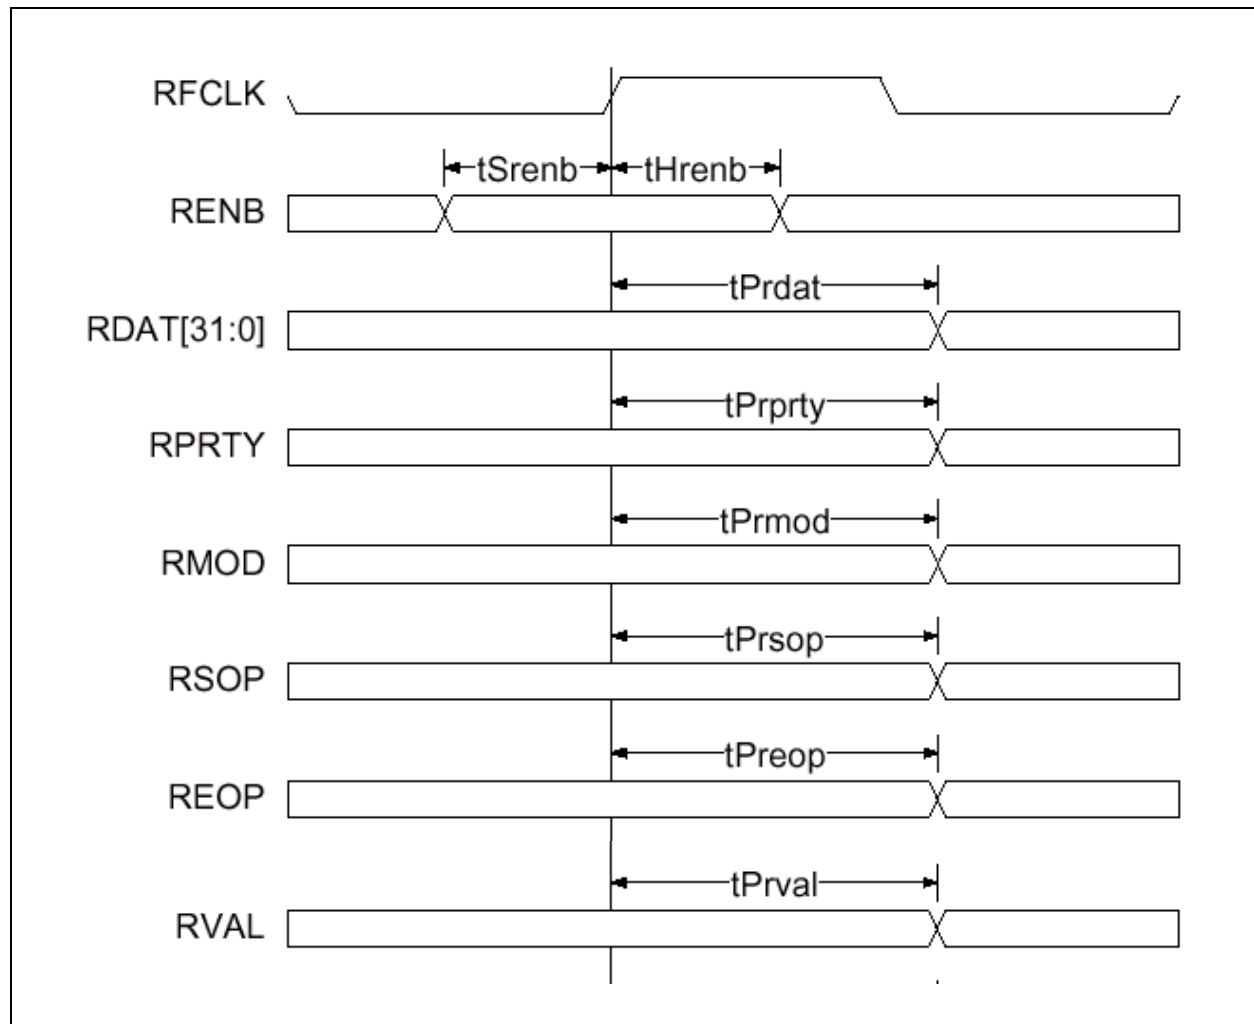 RFCLK
tSrenb tHrenb
RENB
tPrdat
RDAT[31:0]
tPrprty
RPRTY
tPrmod
RMOD
tPrsop
RSOP
tPreop
REOP
tPrval
RVAL